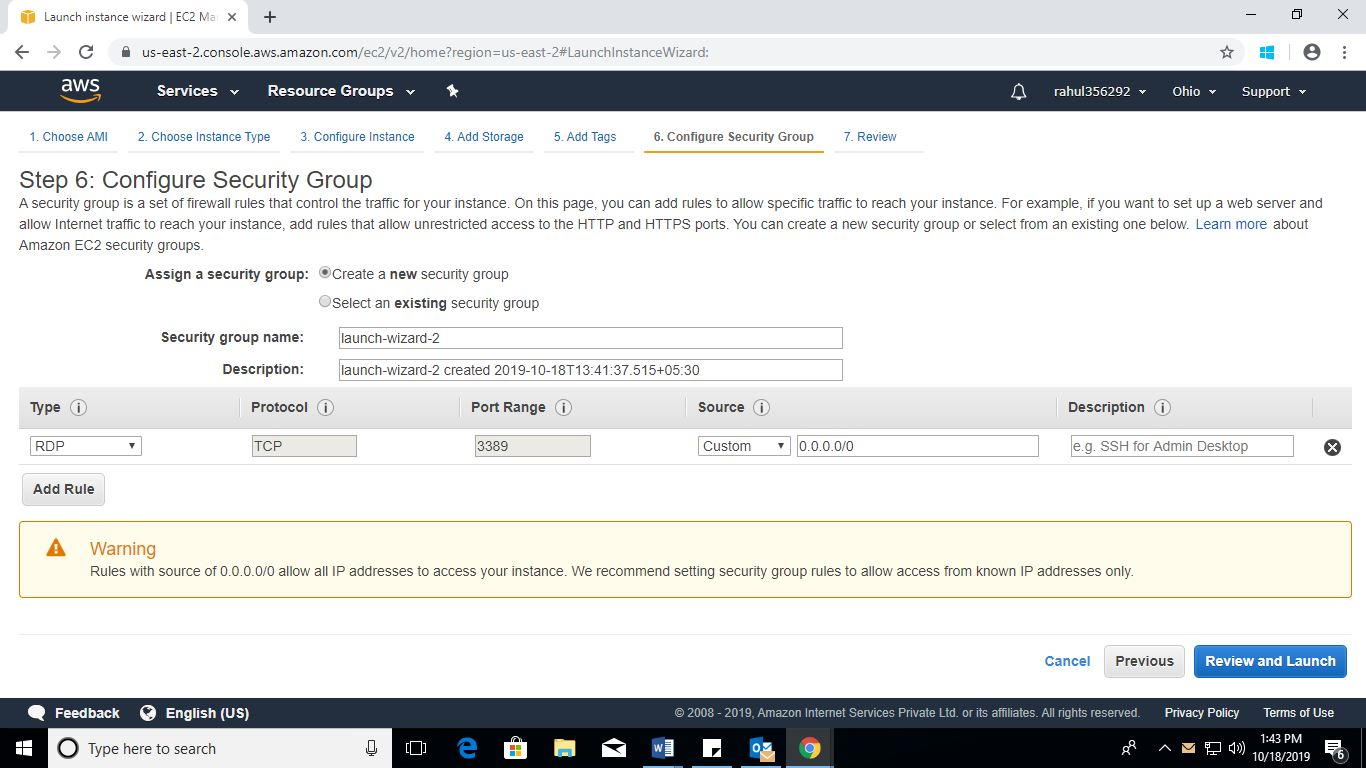 Launch instance wizard | EC2 Ma
us-east-2.console.aws.amazon.com/ec2/v2/home?region=us-east-2#LaunchInstanceWizard:
aws Services Resource Groups rahul356292 Ohio Support
1. Choose AMI 2. Choose Instance Type 3. Configure Instance 4. Add Storage 5. Add Tags 6. Configure Security Group 7. Review
Step 6: Configure Security Group
A security group is a set of firewall rules that control the traffic for your instance. On this page, you can add rules to allow specific traffic to reach your instance. For example, if you want to set up a web server and
allow Internet traffic to reach your instance, add rules that allow unrestricted access to the HTTP and HTTPS ports. You can create a new security group or select from an existing one below. Learn more about
Amazon EC2 security groups.
Assign a security group: Create a new security group
Select an existing security group
Security group name: launch-wizard-2
Description: launch-wizard-2 created 2019-10-18T13:41:37.515+05:30
Type i Protocol i Port Range i Source i Description i
RDP TCP 3389 Custom 0.0.0.0/0 e.g. SSH for Admin Desktop
Add Rule
Warning
Rules with source of 0.0.0.0/0 allow all IP addresses to access your instance. We recommend setting security group rules to allow access from known IP addresses only.
Cancel Previous Review and Launch
Feedback English (US) © 2008 - 2019, Amazon Internet Services Private Ltd. or its affiliates. All rights reserved. Privacy Policy Terms of Use
Type here to search 1:43 PM
10/18/2019 6